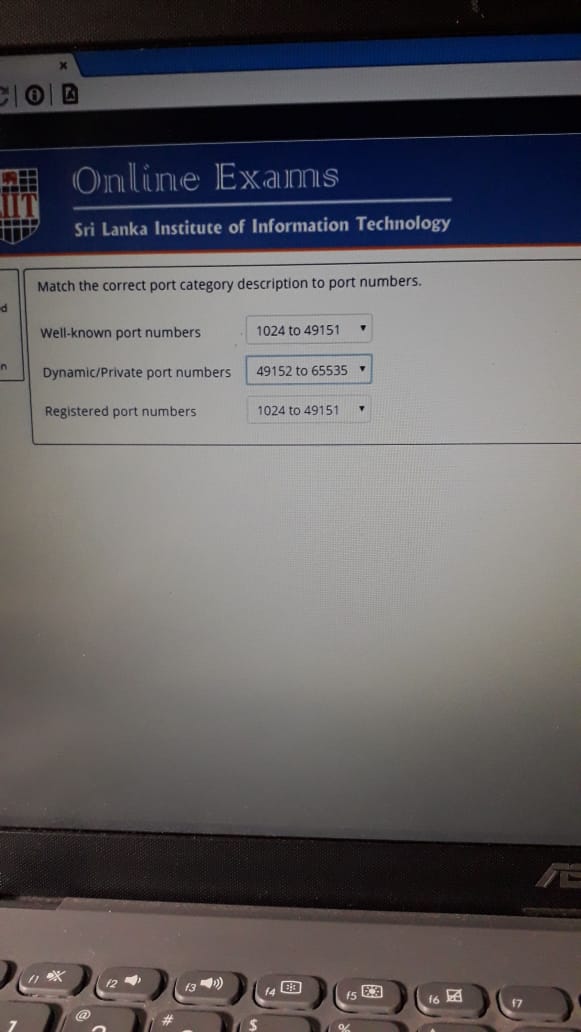 ×
Online Exams
IIT
Sri Lanka Institute of Information Technology
d
Match the correct port category description to port numbers.
Well-known port numbers 1024 to 49151
n
Dynamic/Private port numbers 49152 to 65535
Registered port numbers 1024 to 49151
f1 f2 f3 f4 f5 f6 f7
@ # $ %